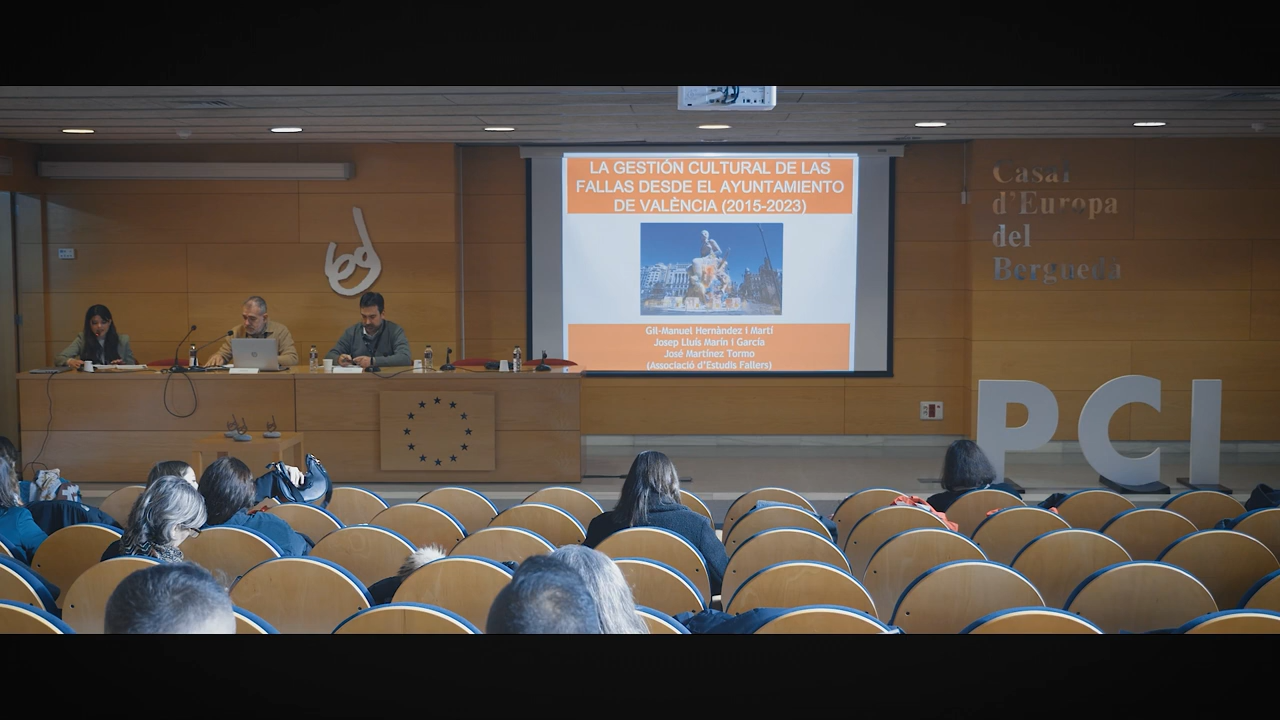 LA GESTIÓN CULTURAL DE LAS
FALLAS DESDE EL AYUNTAMIENTO
DE VALÈNCIA (2015-2023)
Gil-Manuel Hernàndez i Martí
Josep Lluís Marín i García
José Martínez Tormo
(Associació d'Estudis Fallers)
Casal
d'Europa
del
Berguedà
PCI